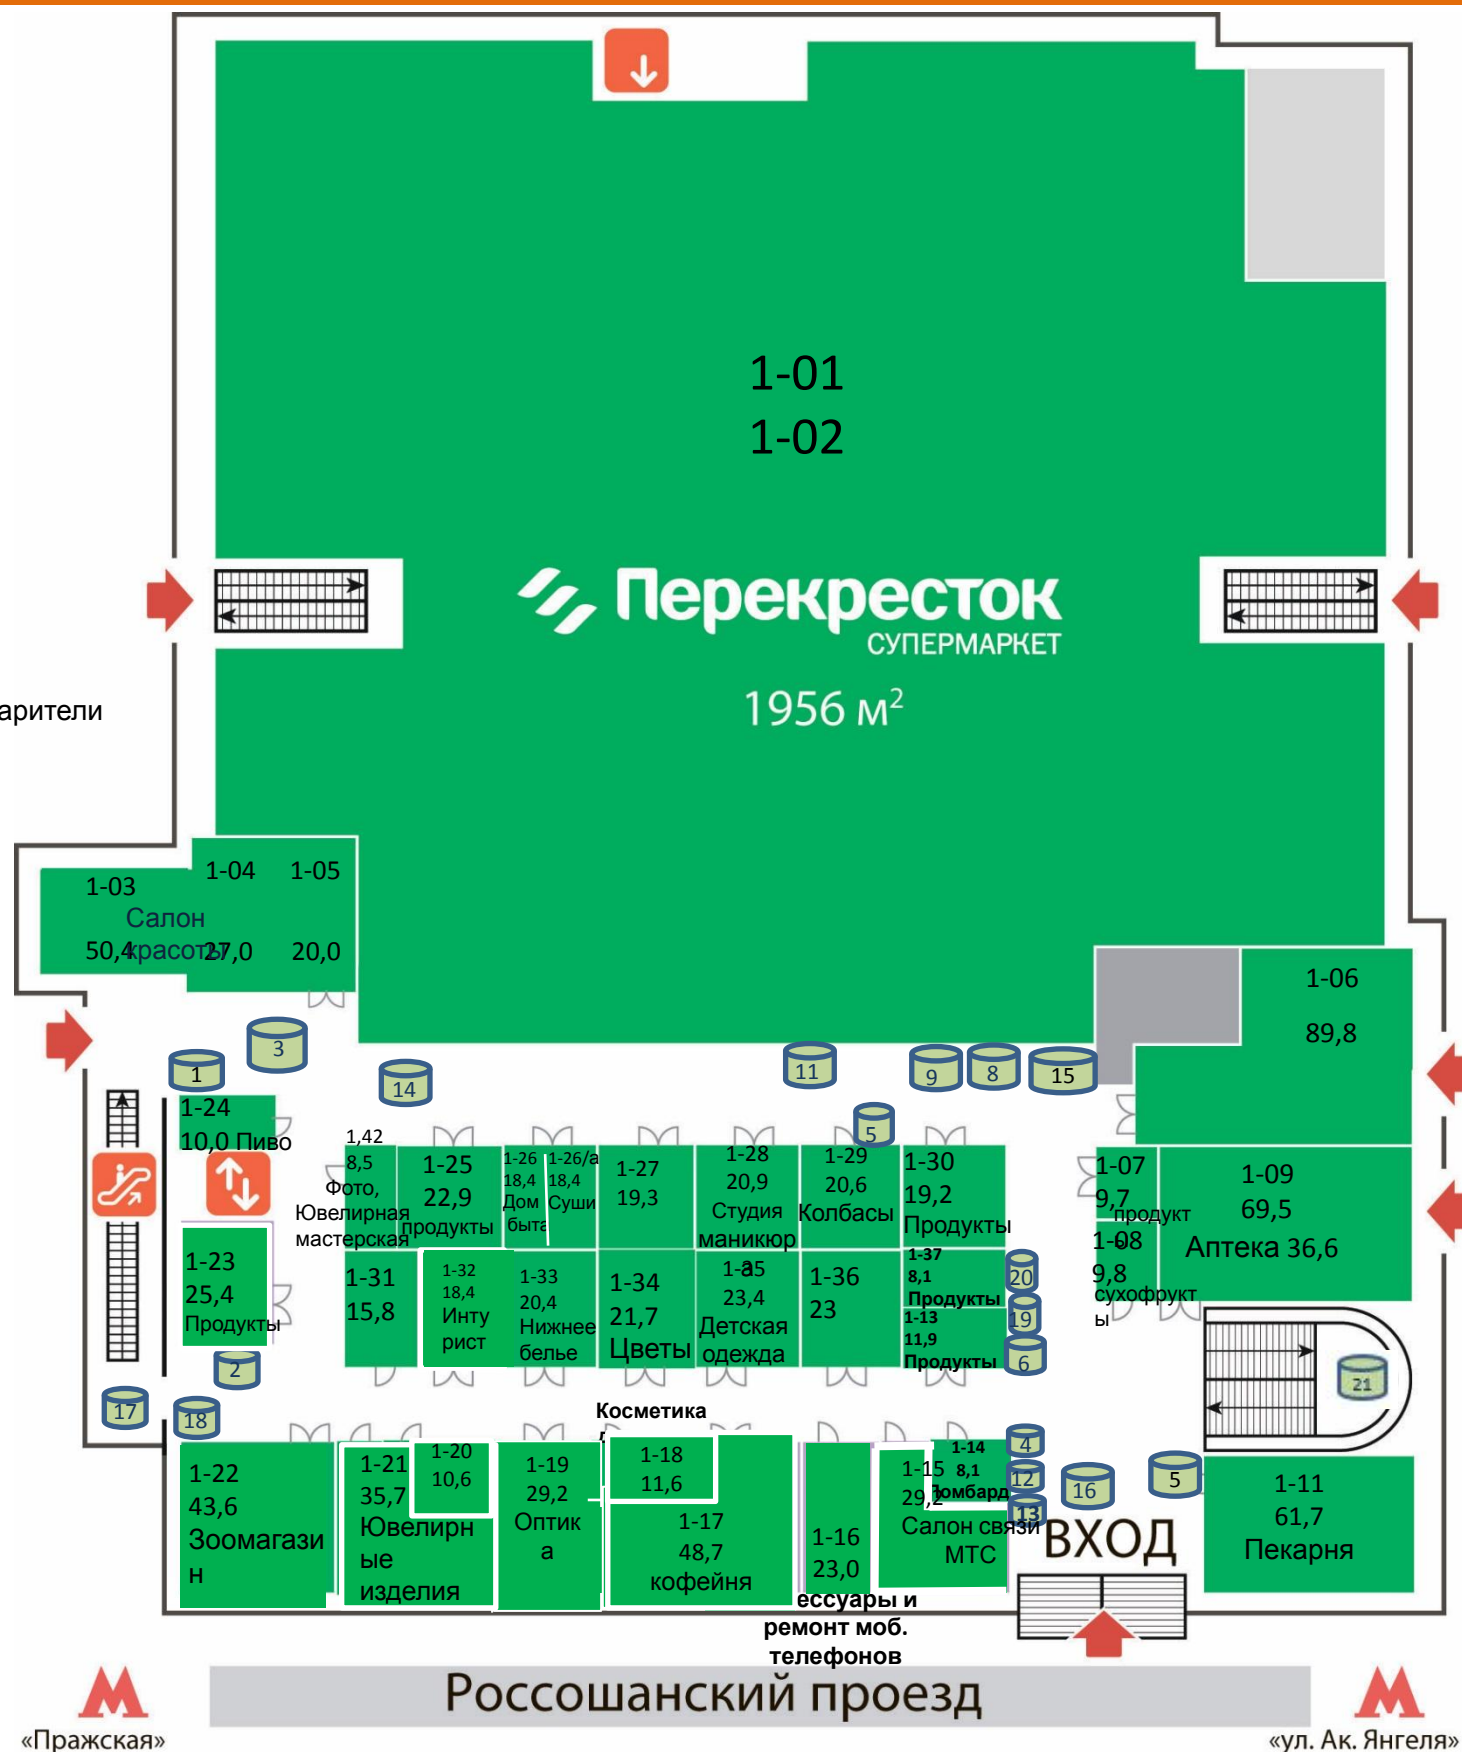 1-01
1-02
Перекресток
СУПЕРМАРКЕТ
1956 м²
арители
1-03
50,4
1-04
27,0
Салон
красоты
1-05
20,0
1-06
89,8
3
1
14
11
9
8
15
5
1-24
10,0 Пиво
1,42
8,5
Фото,
Ювелирная
мастерская
1-25
22,9
продукты
1-26
18,4
Дом
быта
1-26/а
18,4
Суши
1-27
19,3
1-28
20,9
Студия
маникюр
а
1-29
20,6
Колбасы
1-30
19,2
Продукты
1-07
9,7
продукт
1-08
9,8
сухофрукт
ы
1-09
69,5
Аптека 36,6
1-23
25,4
Продукты
1-31
15,8
1-32
18,4
Инту
рист
1-33
20,4
Нижнее
белье
1-34
21,7
Цветы
1-35
23,4
Детская
одежда
1-36
23
1-37
8,1
Продукты
1-13
11,9
Продукты
20
19
6
21
2
17
18
Косметика
1-22
43,6
Зоомагази
н
1-21
35,7
Ювелирн
ые
изделия
1-20
10,6
1-19
29,2
Оптик
а
1-18
11,6
1-17
48,7
кофейня
1-16
23,0
ессуары и
ремонт моб.
телефонов
1-15
29,2
Салон связи
МТС
1-14
8,1
Ломбард
4
12
13
16
5
ВХОД
1-11
61,7
Пекарня
М
«Пражская»
Россошанский проезд
М
«ул. Ак. Янгеля»